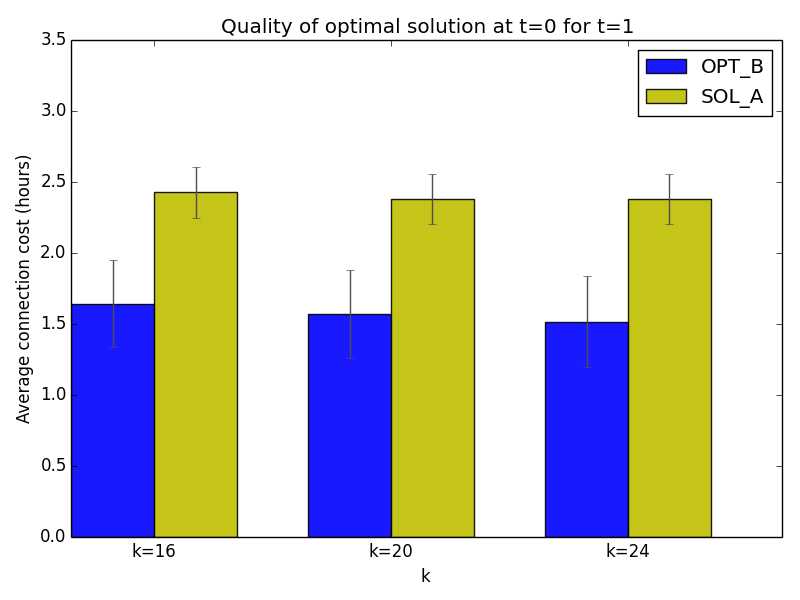 Quality of optimal solution at t=0 for t=1
3.5
3.0
2.5
2.0
1.5
1.0
0.5
0.0
Average connection cost (hours)
OPT_B
SOL_A
k=16
k=20
k=24
k